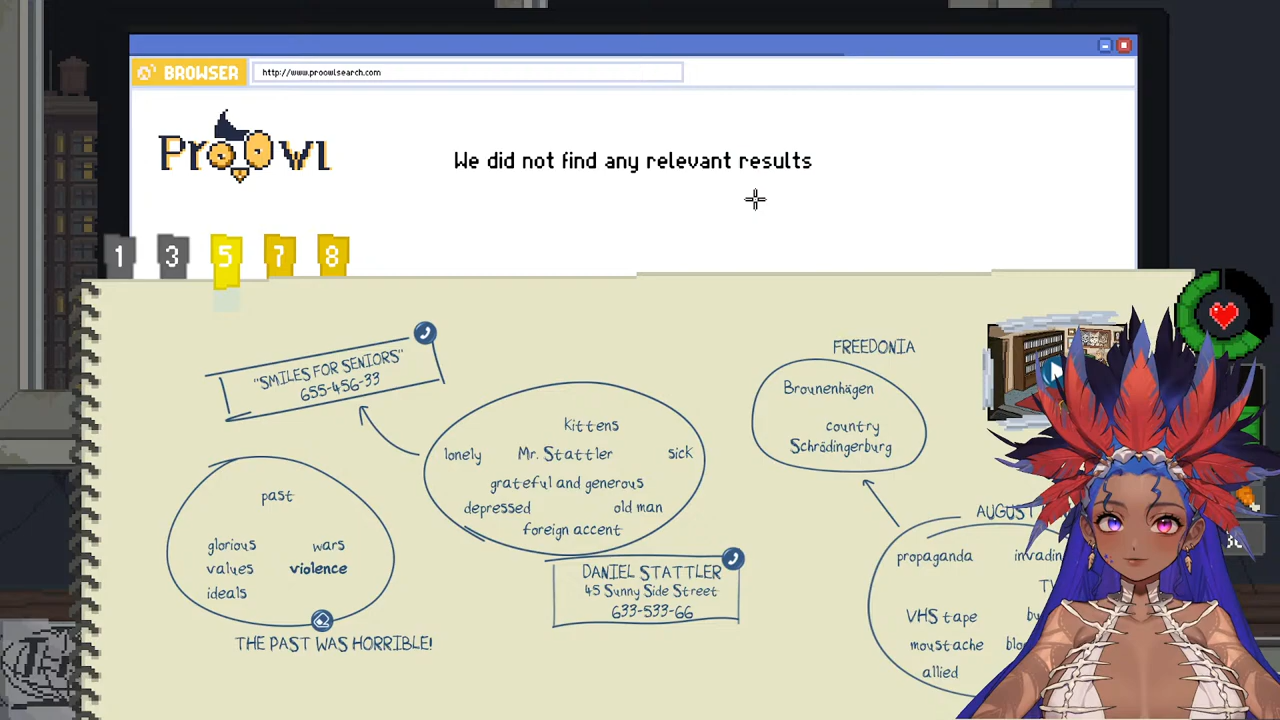 BROWSER
http://www.proowlsearch.com
PrOOwl
We did not find any relevant results
1 3 5 7 8
"SMILES FOR SENIORS"
655-456-33
kittens
lonely Mr. Stattler sick
grateful and generous
depressed old man
foreign accent
DANIEL STATTLER
45 Sunny Side Street
633-533-66
past
glorious wars
values violence
ideals
THE PAST WAS HORRIBLE!
FREEDONIA
Brounenhägen
country
Schrödingerburg
AUGUST
propaganda
VHS tape
moustache
allied